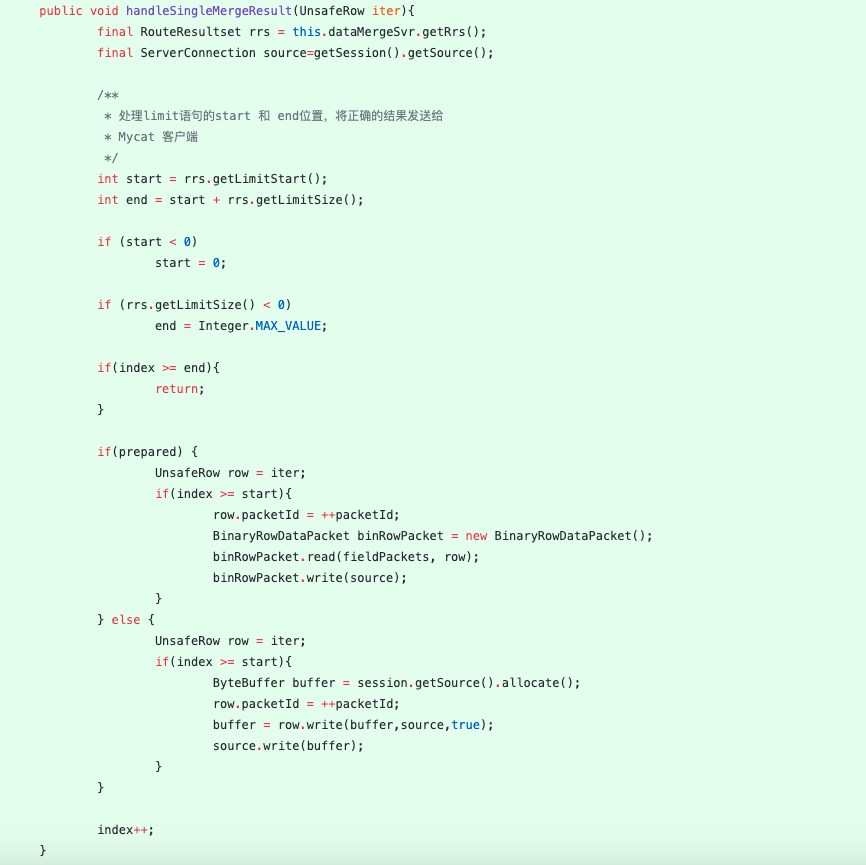 public void handleSingleMergeResult(UnsafeRow iter){
final RouteResultset rrs = this.dataMergeSvr.getRrs();
final ServerConnection source=getSession().getSource();
/**
* 处理limit语句的start 和 end位置，将正确的结果发送给
* Mycat 客户端
*/
int start = rrs.getLimitStart();
int end = start + rrs.getLimitSize();
if (start < 0)
start = 0;
if (rrs.getLimitSize() < 0)
end = Integer.MAX_VALUE;
if(index >= end){
return;
}
if(prepared) {
UnsafeRow row = iter;
if(index >= start){
row.packetId = ++packetId;
BinaryRowDataPacket binRowPacket = new BinaryRowDataPacket();
binRowPacket.read(fieldPackets, row);
binRowPacket.write(source);
}
} else {
UnsafeRow row = iter;
if(index >= start){
ByteBuffer buffer = session.getSource().allocate();
row.packetId = ++packetId;
buffer = row.write(buffer,source,true);
source.write(buffer);
}
}
index++;
}